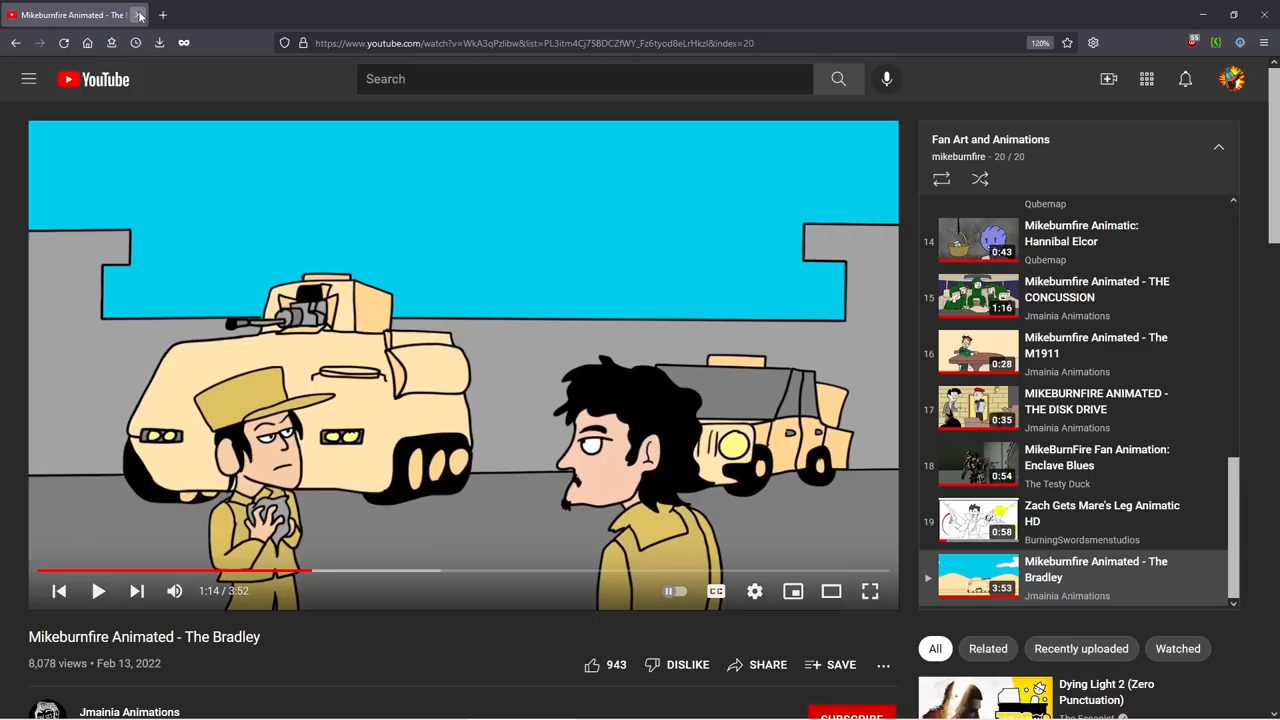 Mikeburnfire Animated - The
https://www.youtube.com/watch?v=WkA3qPzlibw&list=PL3itm4Cj7SBDCZfWY_Fz6tyod8eLrHkzl&index=20
120%
55
YouTube
Search
Fan Art and Animations
mikeburnfire - 20 / 20
Qubemap
14
Mikeburnfire Animatic:
Hannibal Elcor
0:43
Qubemap
15
Mikeburnfire Animated - THE
CONCUSSION
1:16
Jmainia Animations
16
Mikeburnfire Animated - The
M1911
0:28
Jmainia Animations
17
MIKEBURNFIRE ANIMATED -
THE DISK DRIVE
0:35
Jmainia Animations
18
MikeBurnFire Fan Animation:
Enclave Blues
0:54
The Testy Duck
19
Zach Gets Mare's Leg Animatic
HD
0:58
BurningSwordsmenstudios
Mikeburnfire Animated - The
Bradley
3:53
Jmainia Animations
1:14 / 3:52
CC
Mikeburnfire Animated - The Bradley
8,078 views • Feb 13, 2022
943
DISLIKE
SHARE
SAVE
All
Related
Recently uploaded
Watched
Dying Light 2 (Zero
Punctuation)
The Escapist
Jmainia Animations
SUBSCRIBE